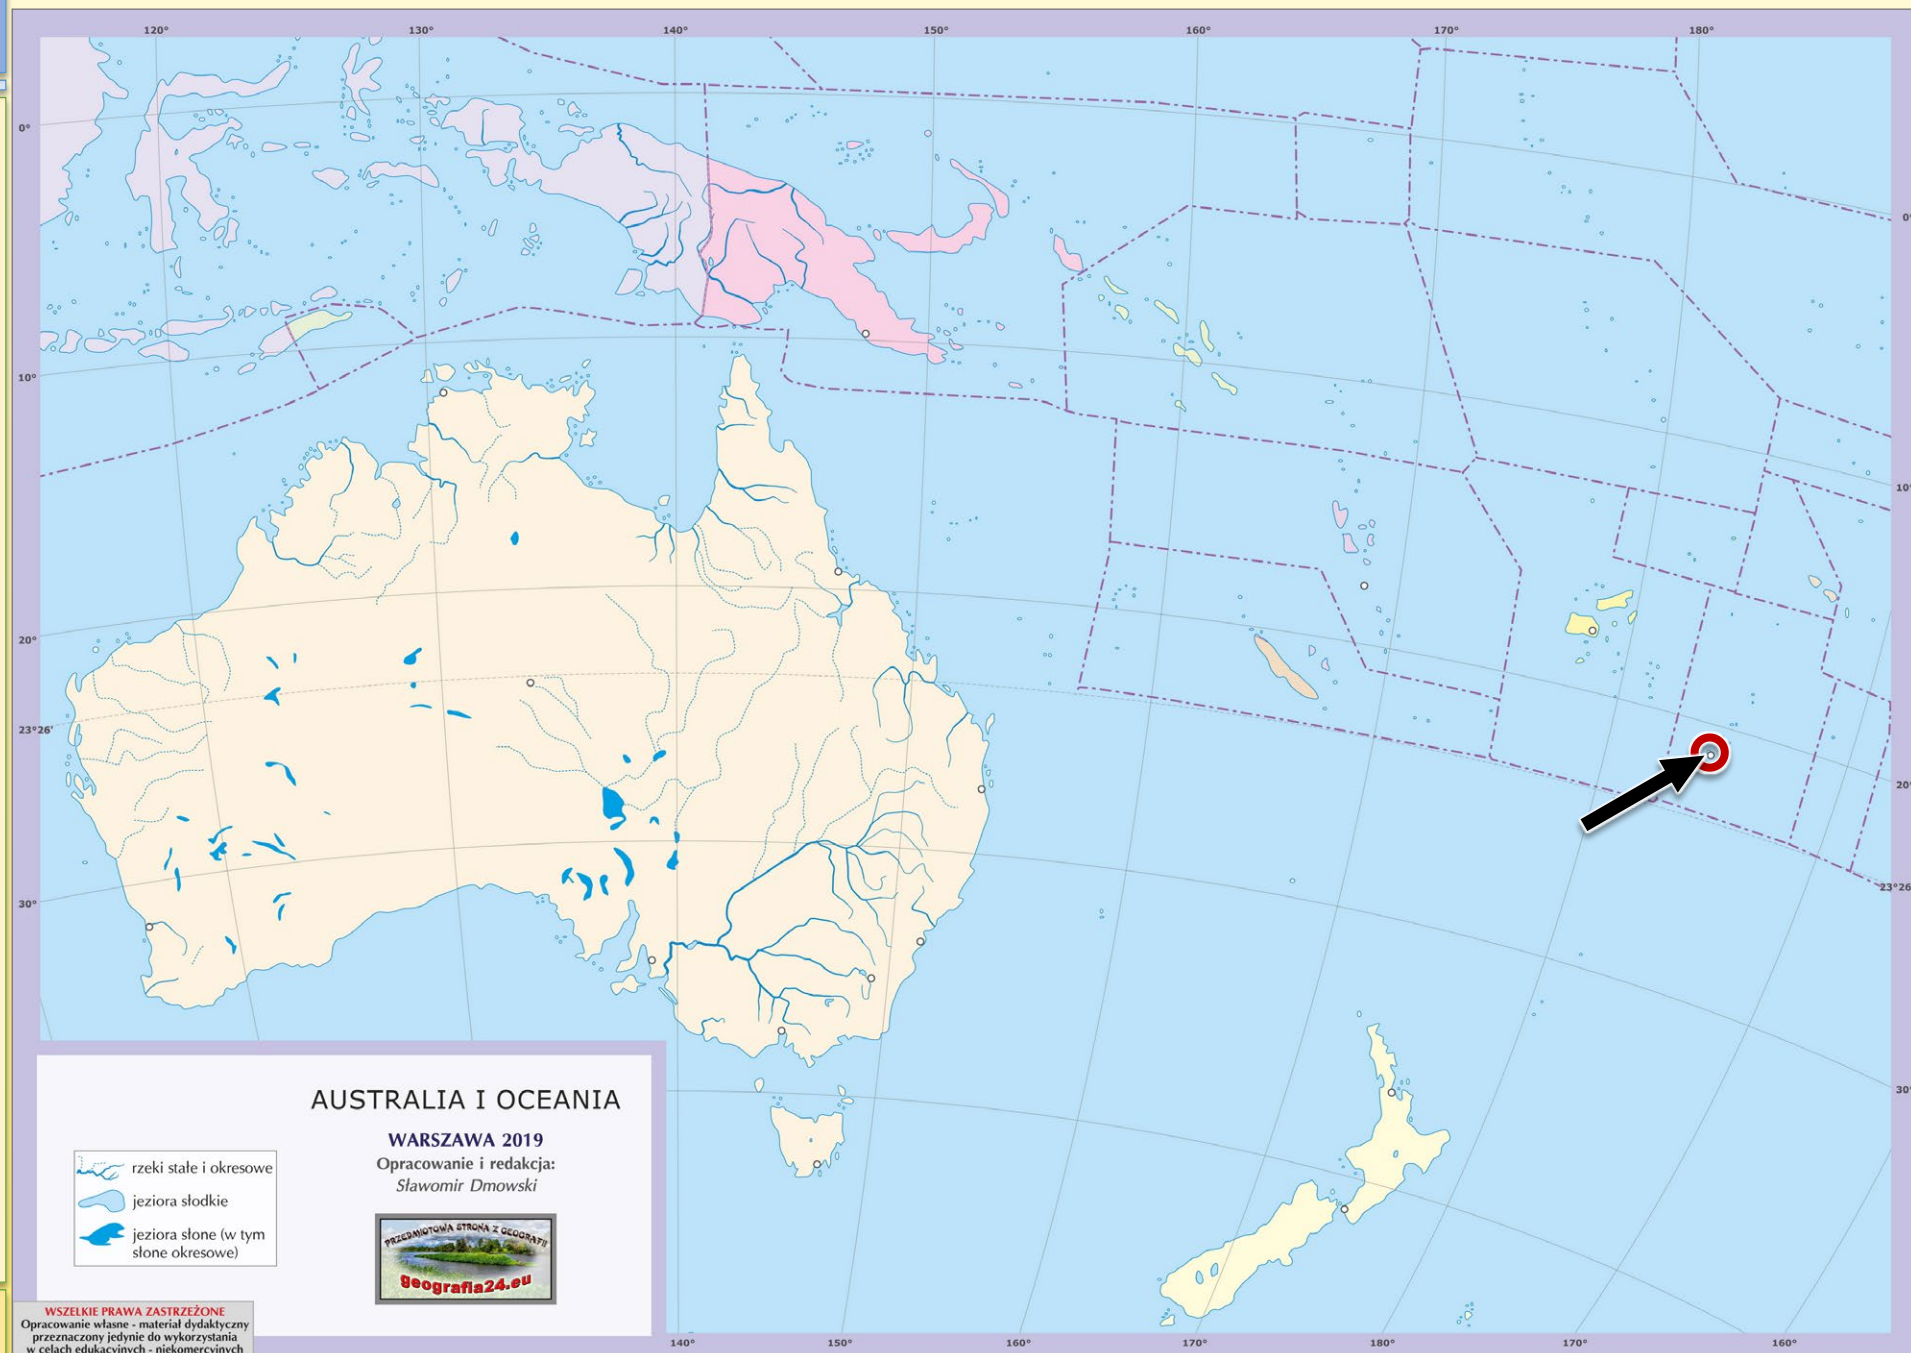 120° 130° 140° 150° 160° 170° 180°
0°
0°
10°
10°
20°
23°26'
20°
23°26'
30°
30°
AUSTRALIA I OCEANIA
WARSZAWA 2019
Opracowanie i redakcja:
Sławomir Dmowski
rzeki stałe i okresowe
jeziora słodkie
jeziora słone (w tym
słone okresowe)
PRZEDMIOTOWA STRONA Z GEOGRAFII
geografia24.eu
WSZELKIE PRAWA ZASTRZEŻONE
Opracowanie własne - materiał dydaktyczny
przeznaczony jedynie do wykorzystania
w celach edukacyjnych - niekomercyjnych
140° 150° 160° 170° 180° 170° 160°